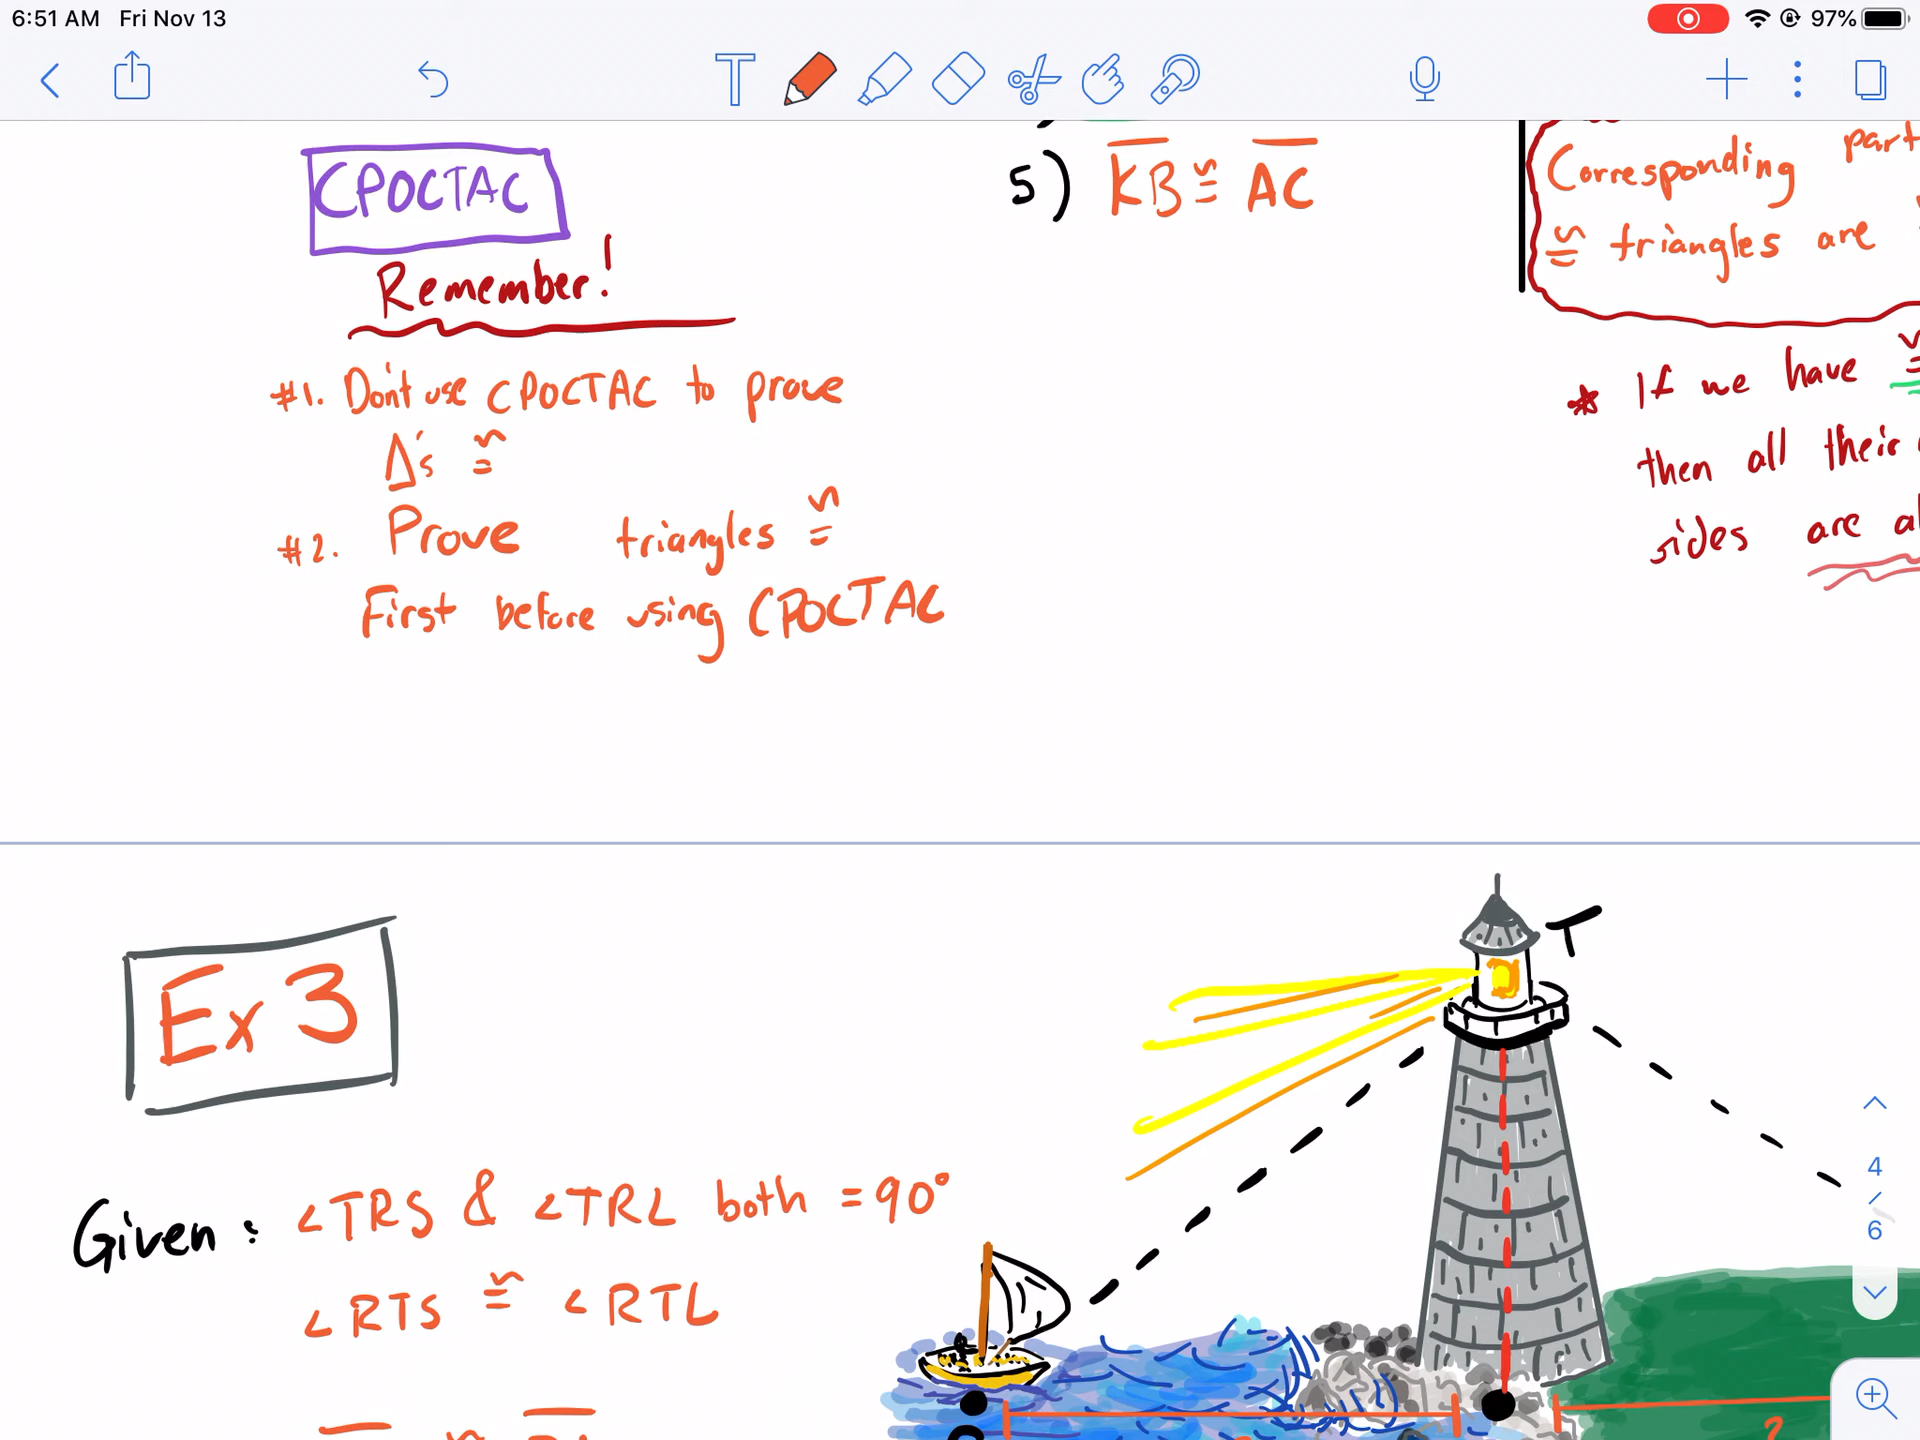 6:51 AM Fri Nov 13
97%
T
CPOCTAC
Remember!
#1. Don't use CPOCTAC to prove
Δ's ≅
#2. Prove triangles ≅
First before using CPOCTAC
5) KB ≅ AC
Corresponding part
≅ triangles are
* If we have ≅
then all their
sides are al
Ex 3
Given: ∠TRS & ∠TRL both = 90°
∠RTS ≅ ∠RTL
T
?
4
/
6